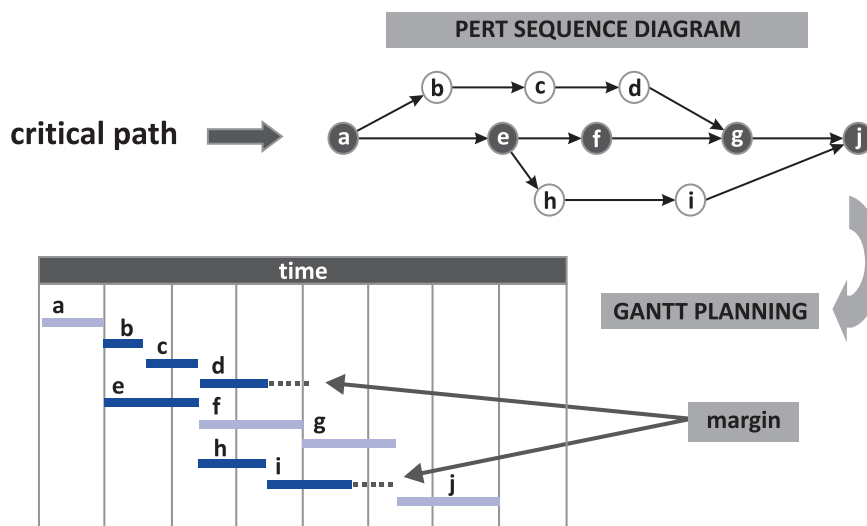 PERT SEQUENCE DIAGRAM
b c d
critical path
a e f g j
h i
time
GANTT PLANNING
a
b
c
d
e
f
g
margin
h
i
j